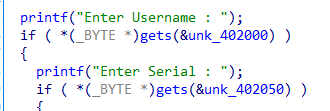 printf("Enter Username : ");
if ( *(_BYTE *)gets(&unk_402000) )
{
printf("Enter Serial : ");
if ( *(_BYTE *)gets(&unk_402050) )